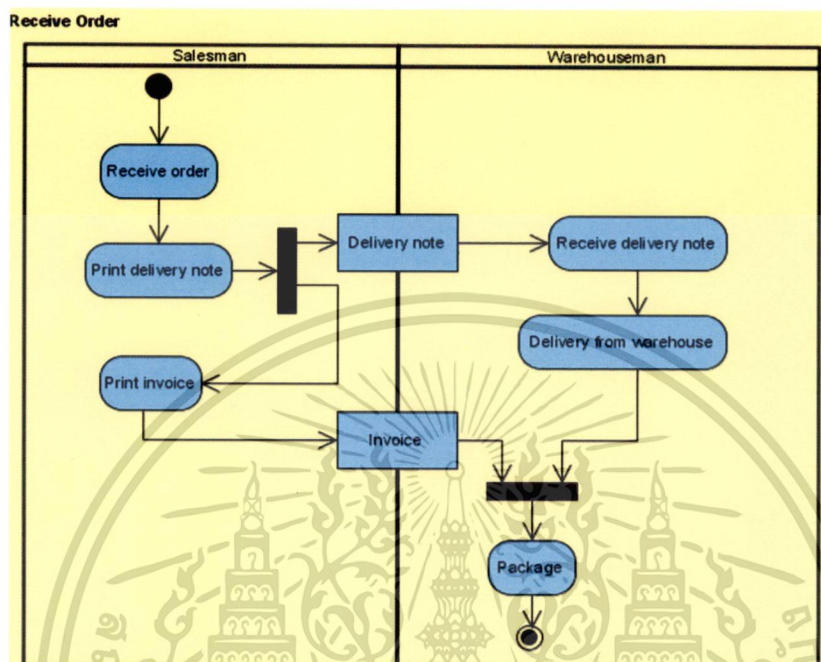 Receive Order
Salesman
Warehouseman
Receive order
Print delivery note
Delivery note
Receive delivery note
Delivery from warehouse
Print invoice
Invoice
Package